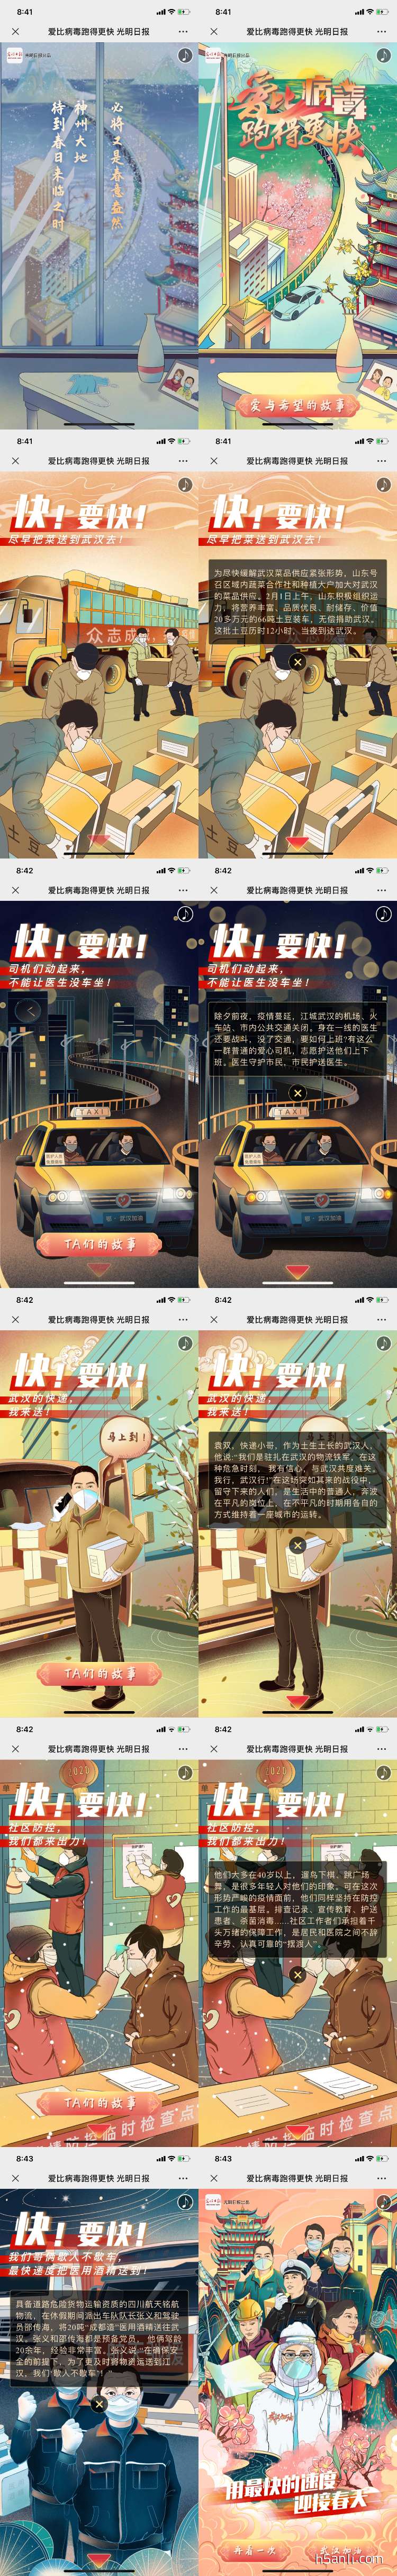 8:41
爱比病毒跑得更快 光明日报
光明日报出品
待到春日来临之时
神州大地
必将又是春意盎然
8:41
爱比病毒跑得更快 光明日报
光明日报出品
爱比病毒
跑得更快
爱与希望的故事
8:41
爱比病毒跑得更快 光明日报
快！要快！
尽早把菜送到武汉去！
众志成
土豆
8:41
爱比病毒跑得更快 光明日报
快！要快！
尽早把菜送到武汉去！
为尽快缓解武汉菜品供应紧张形势，山东号
召区域内蔬菜合作社和种植大户加大对武汉
的菜品供应。2月1日上午，山东积极组织运
力，将营养丰富、品质优良、耐储存、价值
20多万元的66吨土豆装车，无偿捐助武汉。
这批土豆历时12小时，当夜到达武汉。
土豆
8:42
爱比病毒跑得更快 光明日报
快！要快！
司机们动起来，
不能让医生没车坐！
TAXI
武汉加油
TA们的故事
8:42
爱比病毒跑得更快 光明日报
快！要快！
司机们动起来，
不能让医生没车坐！
除夕前夜，疫情蔓延，江城武汉的机场、火
车站、市内公共交通关闭。身在一线的医生
还要战斗，没了交通，要如何上班?有这么
一群普通的爱心司机，志愿护送他们上下
班。医生守护市民，市民护送医生。
TAXI
武汉加油
8:42
爱比病毒跑得更快 光明日报
快！要快！
武汉的快递，
我来送！
马上到！
TA们的故事
8:42
爱比病毒跑得更快 光明日报
快！要快！
武汉的快递，
我来送！
袁双，快递小哥，作为土生土长的武汉人，
他说:“我们是驻扎在武汉的物流铁军，在这
种危急时刻，我有信心，与武汉共度难关。
我行，武汉行!”在这场突如其来的战役中，
留守下来的人们，是生活中的普通人，奔波
在平凡的岗位上，在不平凡的时期用各自的
方式维持着一座城市的运转。
8:42
爱比病毒跑得更快 光明日报
2020
快！要快！
社区防控，
我们都来出力！
TA们的故事
情防控临时检查点
8:42
爱比病毒跑得更快 光明日报
2020
快！要快！
社区防控，
我们都来出力！
他们大多在40岁以上，遛鸟下棋、跳广场
舞，是很多年轻人对他们的印象。可在这次
形势严峻的疫情面前，他们同样坚持在防控
工作的最基层。排查记录、宣传教育、护送
患者、杀菌消毒……社区工作者们承担着千
头万绪的保障工作，是居民和医院之间不辞
辛劳、认真可靠的“摆渡人”。
情防控临时检查点
8:43
爱比病毒跑得更快 光明日报
快！要快！
我们哥俩歇人不歇车，
最快速度把医用酒精送到！
具备道路危险货物运输资质的四川航天铭航
物流，在休假期间派出车队队长张义和驾驶
员邵传海，将20吨“成都造”医用酒精送往武
汉。张义和邵传海都是预备党员， 他俩驾龄
20余年，经验非常丰富。张义说:“在确保安
全的前提下，为了更及时将物资运送到江
汉，我们‘歇人不歇车’！”
8:43
爱比病毒跑得更快 光明日报
光明日报出品
用最快的速度
迎接春天
再看一次
武汉加油
h5anli.com